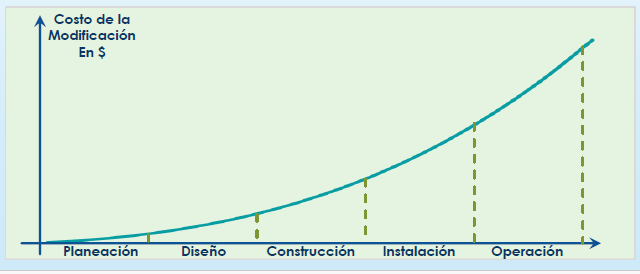 Costo de la
Modificación
En $
Planeación Diseño Construcción Instalación Operación